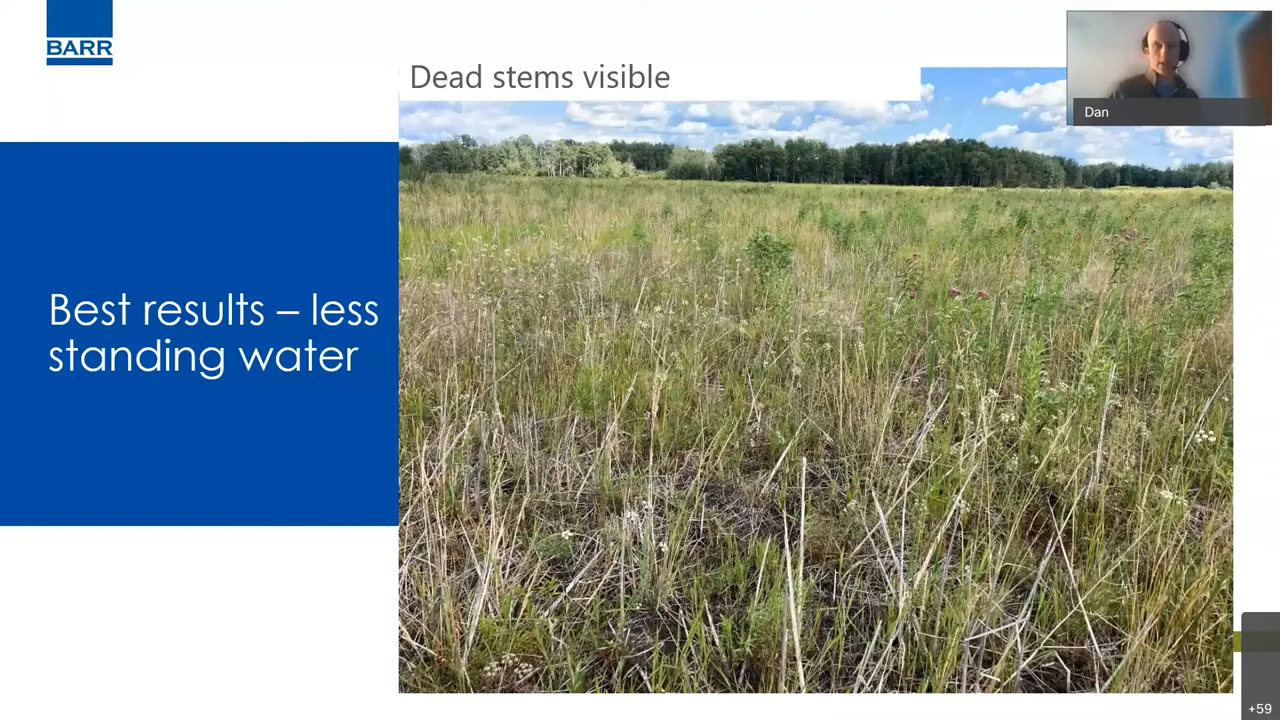 BARR
Dead stems visible
Dan
Best results – less
standing water
+59